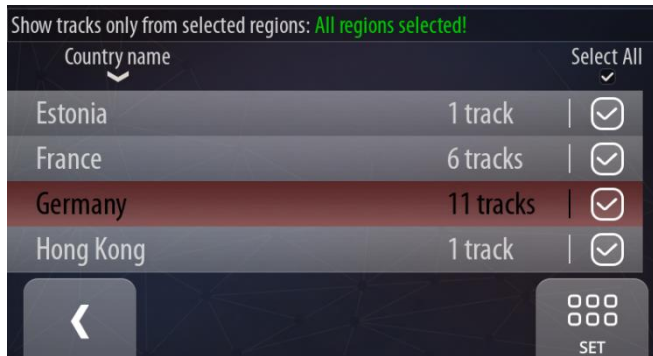 Show tracks only from selected regions: All regions selected!
Country name Select All
Estonia 1 track
France 6 tracks
Germany 11 tracks
Hong Kong 1 track
SET